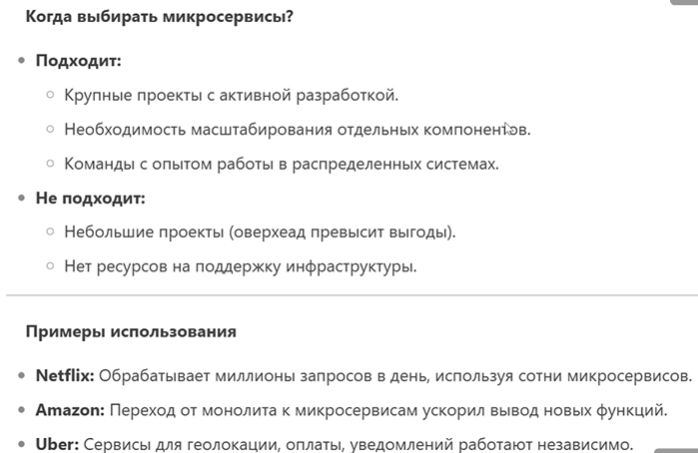 Когда выбирать микросервисы?
Подходит:
Крупные проекты с активной разработкой.
Необходимость масштабирования отдельных компонентов.
Команды с опытом работы в распределенных системах.
Не подходит:
Небольшие проекты (оверхеад превысит выгоды).
Нет ресурсов на поддержку инфраструктуры.
Примеры использования
Netflix: Обрабатывает миллионы запросов в день, используя сотни микросервисов.
Amazon: Переход от монолита к микросервисам ускорил вывод новых функций.
Uber: Сервисы для геолокации, оплаты, уведомлений работают независимо.